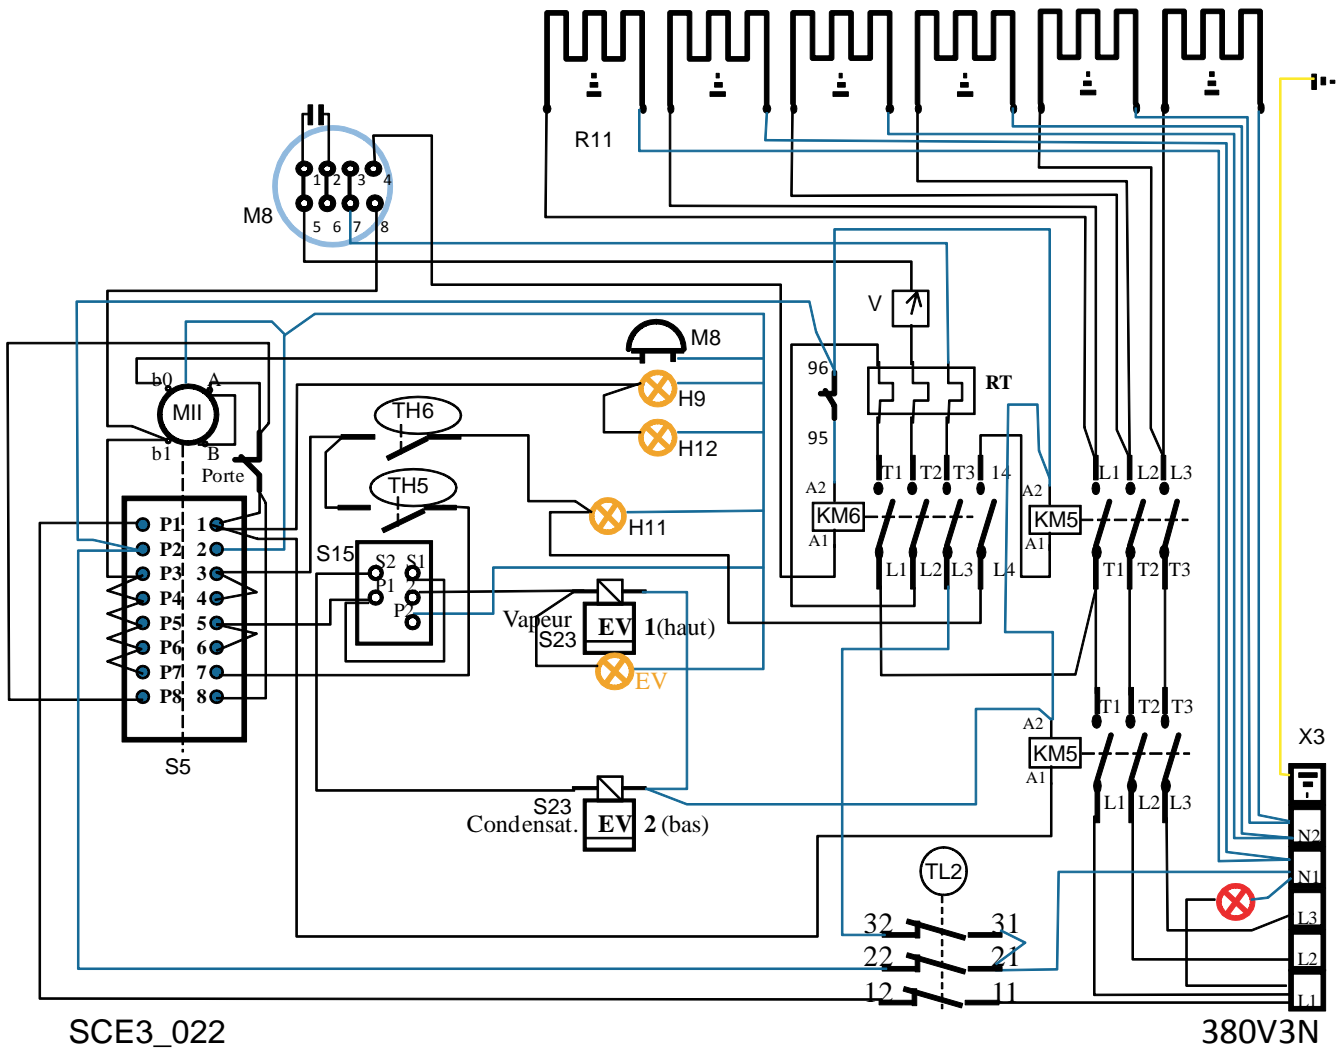 R11
1 2 3 4
M8
5 6 7 8
V
M8
b0 A
96
RT
MII
H9
TH6
b1 B
95
H12
Porte
T1 T2 T3 14
L1 L2 L3
TH5
A2
A2
P1 1
KM6
KM5
H11
A1
A1
P2 2
S15
S2 S1
P3 3
L1 L2 L3 L4
T1 T2 T3
P1 2
P4 4
P2
Vapeur
P5 5
S23
EV 1(haut)
P6 6
P7 7
EV
P8 8
T1 T2 T3
A2
X3
S5
KM5
A1
S23
L1 L2 L3
Condensat.
EV 2 (bas)
N2
TL2
N1
L3
32 31
22 21
L2
12 11
L1
SCE3_022
380V3N